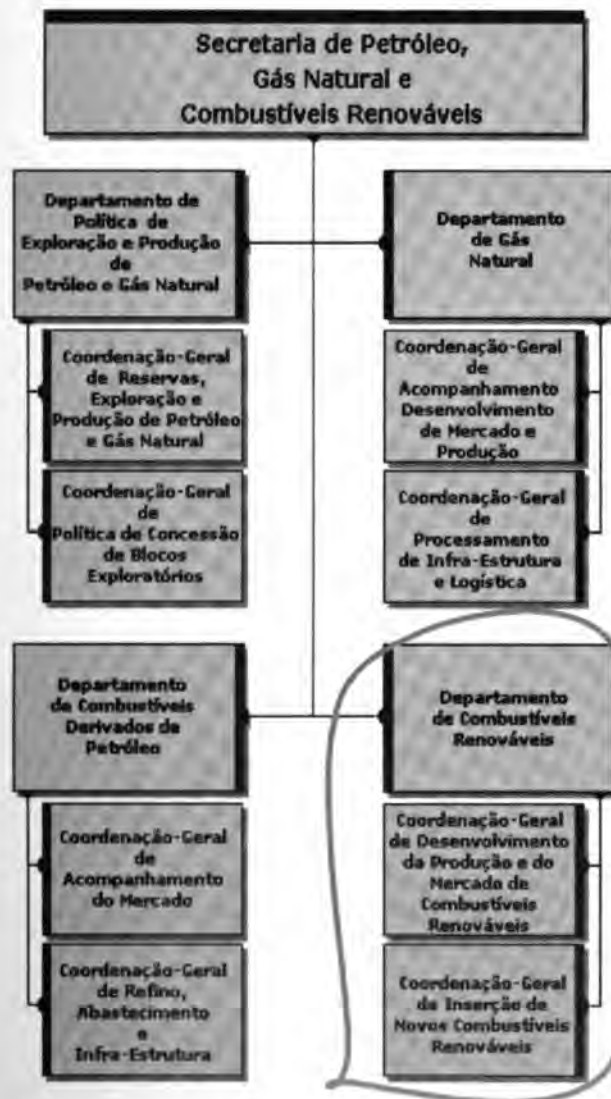 Secretaria de Petróleo,
Gás Natural e
Combustíveis Renováveis
Departamento de
Política de
Exploração e Produção
de
Petróleo e Gás Natural
Departamento
de Gás
Natural
Coordenação-Geral
de Reservas,
Exploração e
Produção de Petróleo
e Gás Natural
Coordenação-Geral
de
Acompanhamento
Desenvolvimento
de Mercado e
Produção
Coordenação-Geral
de
Política de Concessão
de Blocos
Exploratórios
Coordenação-Geral
de
Processamento
de Infra-Estrutura
e Logística
Departamento
de Combustíveis
Derivados de
Petróleo
Departamento
de Combustíveis
Renováveis
Coordenação-Geral
de
Acompanhamento
do Mercado
Coordenação-Geral
de Desenvolvimento
da Produção e do
Mercado de
Combustíveis
Renováveis
Coordenação-Geral
de Refino,
Abastecimento
e
Infra-Estrutura
Coordenação-Geral
de Inserção de
Novos Combustíveis
Renováveis